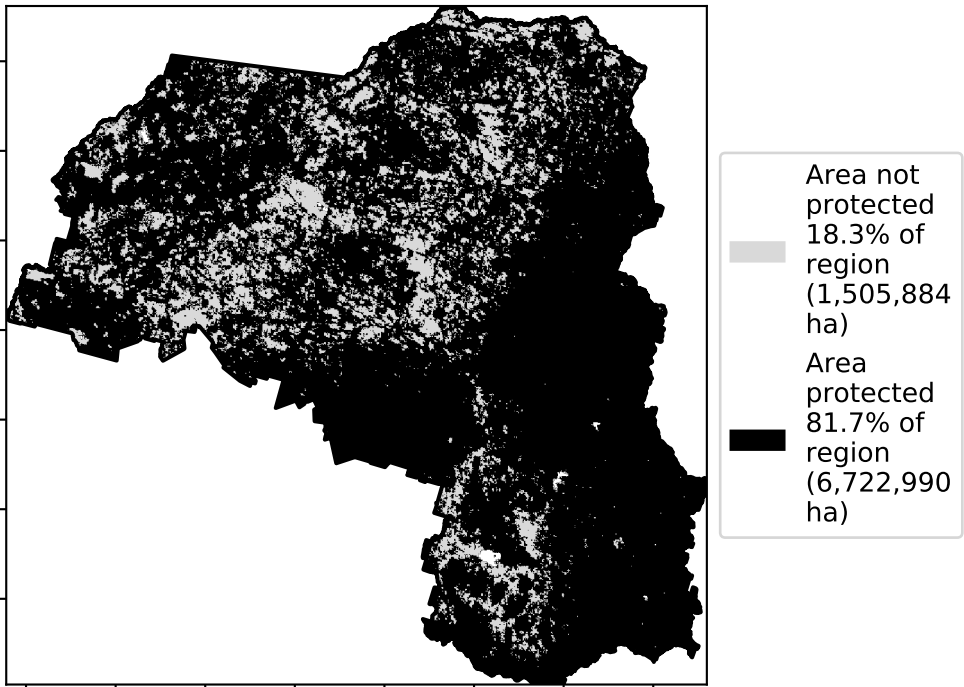 Area not
protected
18.3% of
region
(1,505,884
ha)
Area
protected
81.7% of
region
(6,722,990
ha)